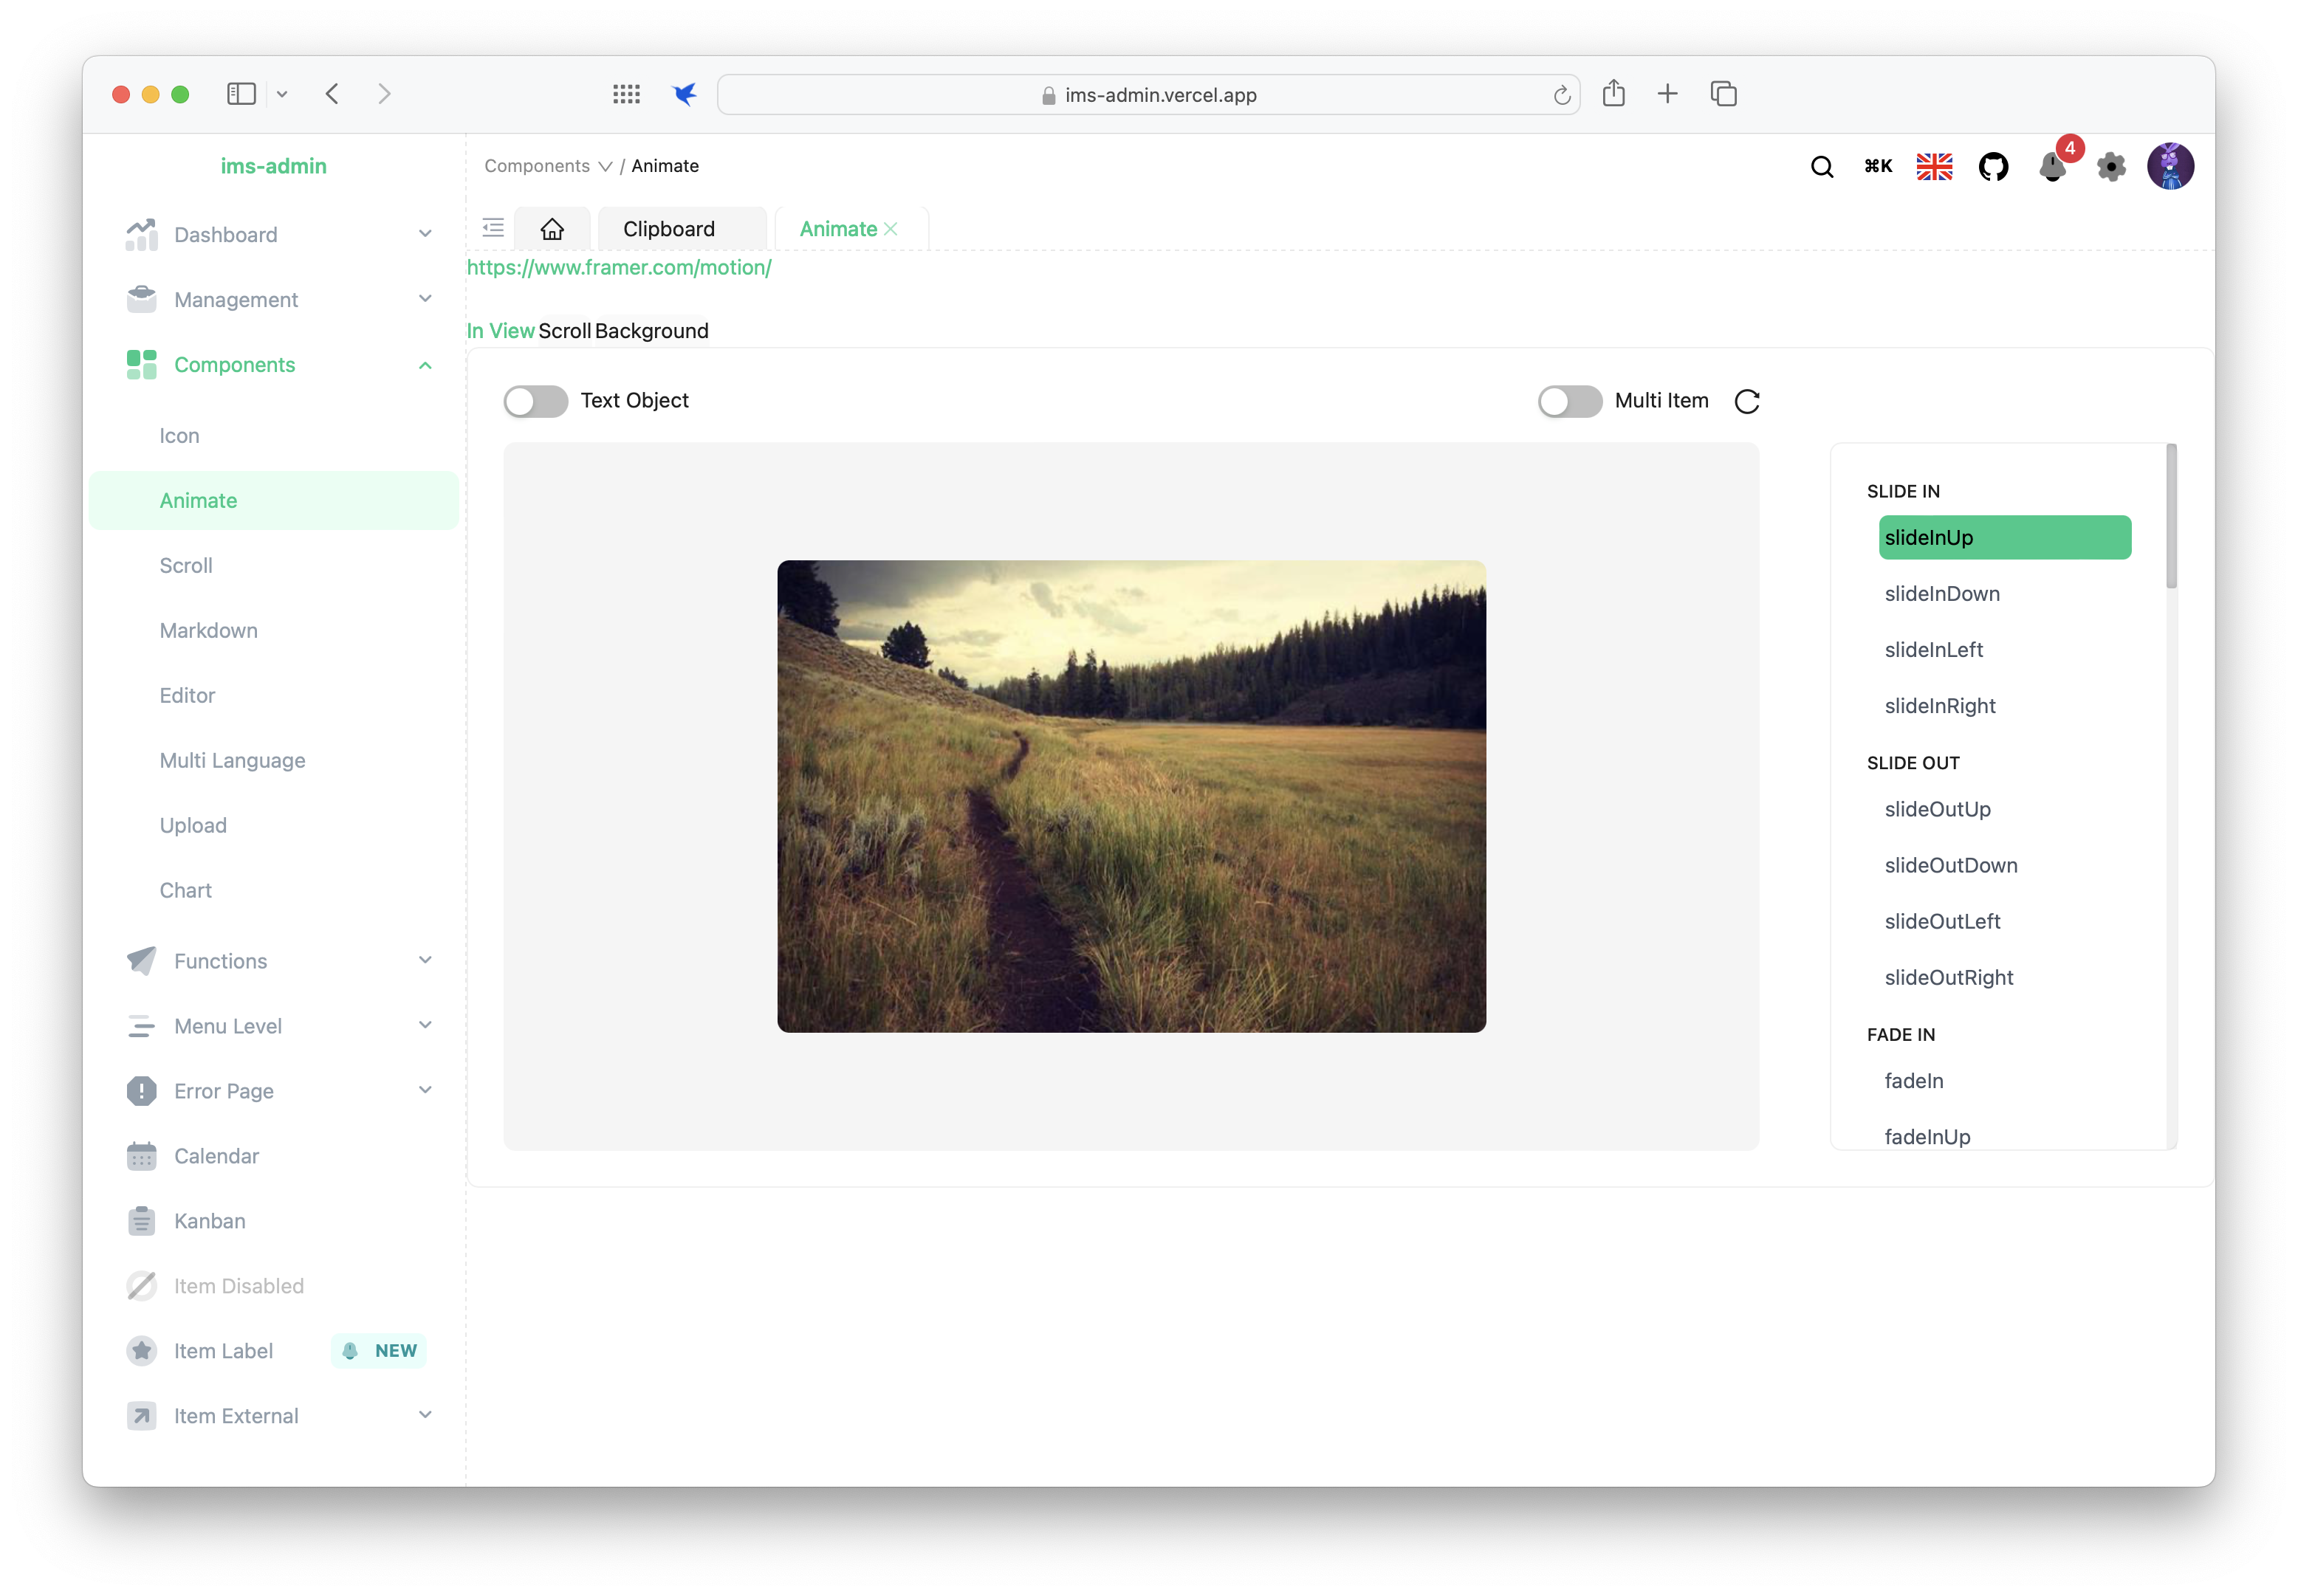 ims-admin.vercel.app
ims-admin
Components / Animate
⌘K
4
Dashboard
Management
Components
Icon
Animate
Scroll
Markdown
Editor
Multi Language
Upload
Chart
Functions
Menu Level
Error Page
Calendar
Kanban
Item Disabled
Item Label NEW
Item External
Clipboard
Animate
https://www.framer.com/motion/
In View Scroll Background
Text Object
Multi Item
SLIDE IN
slideInUp
slideInDown
slideInLeft
slideInRight
SLIDE OUT
slideOutUp
slideOutDown
slideOutLeft
slideOutRight
FADE IN
fadeIn
fadeInUp